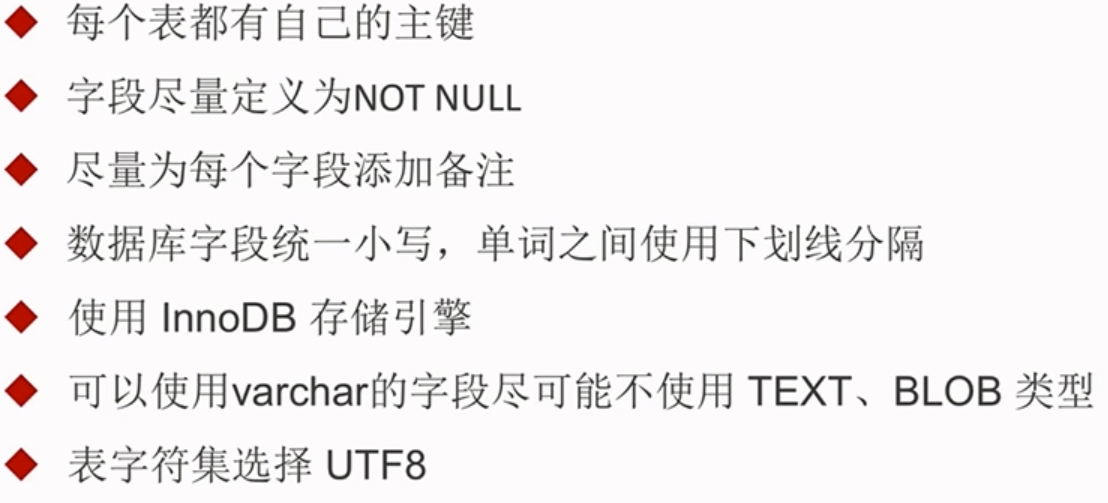 每个表都有自己的主键
字段尽量定义为NOT NULL
尽量为每个字段添加备注
数据库字段统一小写，单词之间使用下划线分隔
使用 InnoDB 存储引擎
可以使用varchar的字段尽可能不使用 TEXT、BLOB 类型
表字符集选择 UTF8